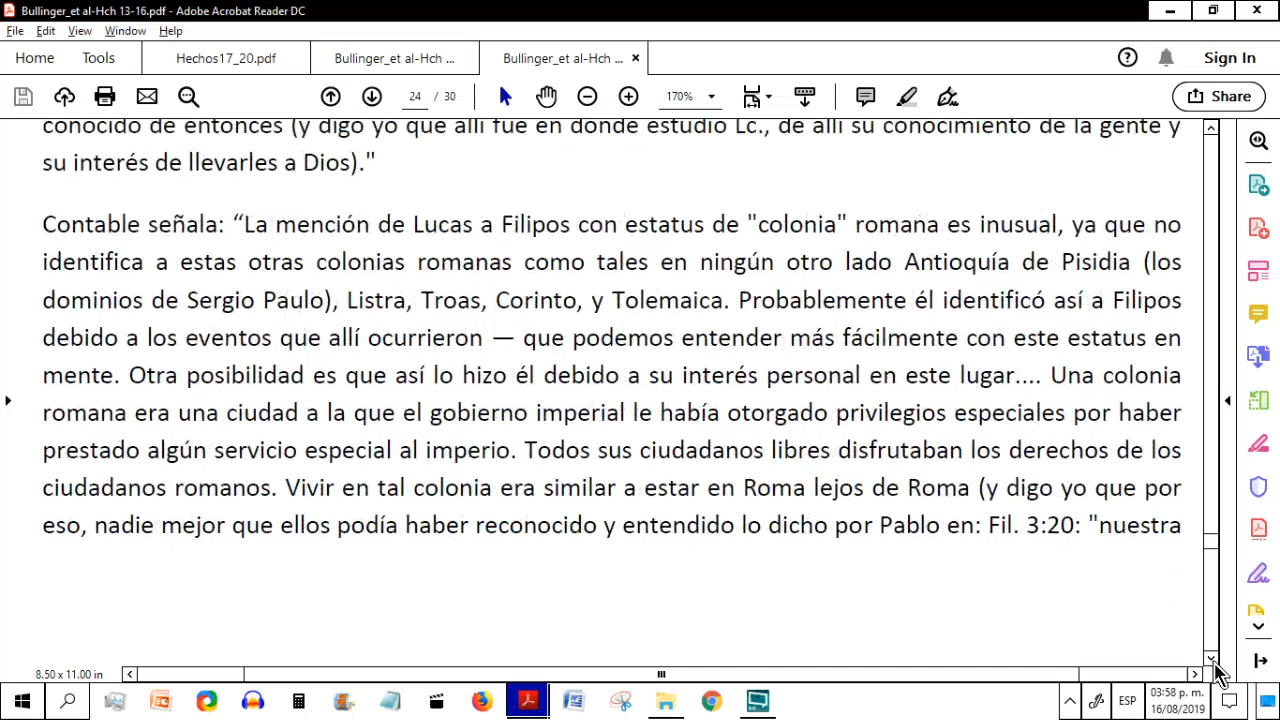 Bullinger_et al-Hch 13-16.pdf - Adobe Acrobat Reader DC
File Edit View Window Help
Home Tools Hechos17_20.pdf Bullinger_et al-Hch ... Bullinger_et al-Hch ... × Sign In
24 / 30 170% Share
conocido de entonces (y digo yo que allí fue en donde estudió Lc., de allí su conocimiento de la gente y
su interés de llevarles a Dios)."
Contable señala: “La mención de Lucas a Filipos con estatus de "colonia" romana es inusual, ya que no
identifica a estas otras colonias romanas como tales en ningún otro lado Antioquía de Pisidia (los
dominios de Sergio Paulo), Listra, Troas, Corinto, y Tolemaica. Probablemente él identificó así a Filipos
debido a los eventos que allí ocurrieron — que podemos entender más fácilmente con este estatus en
mente. Otra posibilidad es que así lo hizo él debido a su interés personal en este lugar.... Una colonia
romana era una ciudad a la que el gobierno imperial le había otorgado privilegios especiales por haber
prestado algún servicio especial al imperio. Todos sus ciudadanos libres disfrutaban los derechos de los
ciudadanos romanos. Vivir en tal colonia era similar a estar en Roma lejos de Roma (y digo yo que por
eso, nadie mejor que ellos podía haber reconocido y entendido lo dicho por Pablo en: Fil. 3:20: "nuestra
8.50 x 11.00 in
ESP 03:58 p. m.
16/08/2019